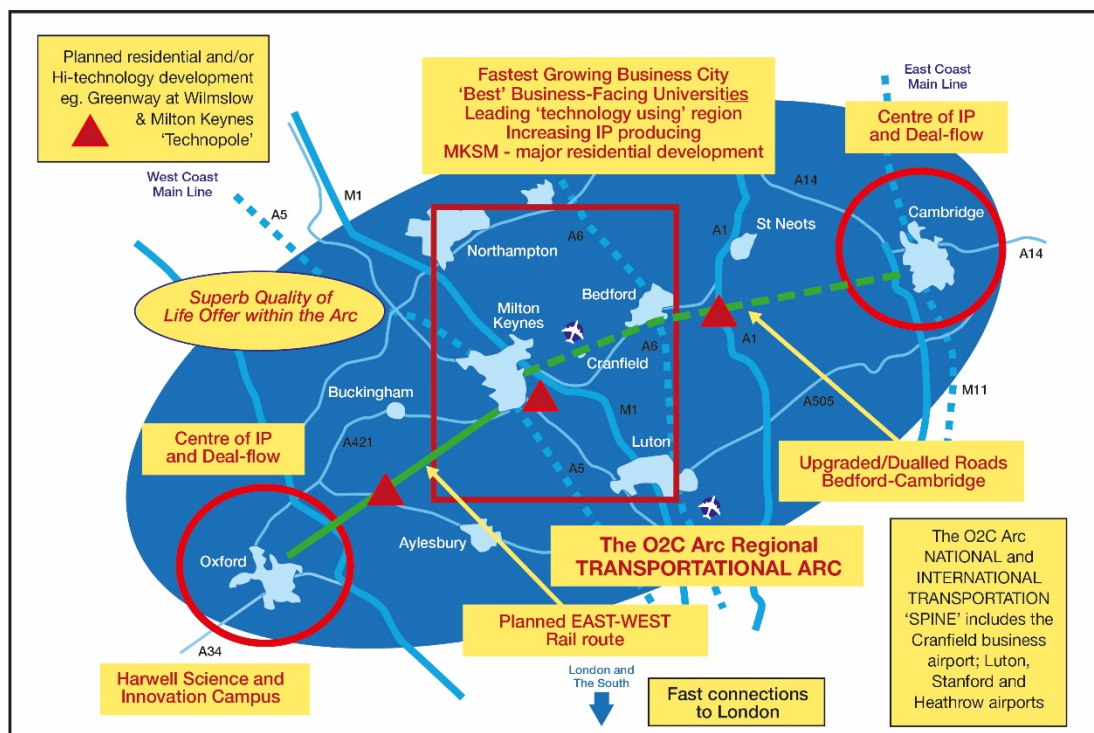 Planned residential and/or
Hi-technology development
eg. Greenway at Wilmslow
& Milton Keynes
'Technopole'
Fastest Growing Business City
'Best' Business-Facing Universities
Leading 'technology using' region
Increasing IP producing
MKSM - major residential development
East Coast
Main Line
Centre of IP
and Deal-flow
West Coast
Main Line
A5
M1
A14
Cambridge
A14
Northampton
A6
A1
St Neots
Superb Quality of
Life Offer within the Arc
Milton
Keynes
Bedford
Cranfield
A6
A1
Buckingham
M1
A505
M11
Centre of IP
and Deal-flow
A421
Luton
A5
Upgraded/Dualled Roads
Bedford-Cambridge
Oxford
Aylesbury
The O2C Arc Regional
TRANSPORTATIONAL ARC
The O2C Arc
NATIONAL and
INTERNATIONAL
TRANSPORTATION
'SPINE' includes the
Cranfield business
airport; Luton,
Stanford and
Heathrow airports
Planned EAST-WEST
Rail route
A34
Harwell Science and
Innovation Campus
London and
The South
Fast connections
to London